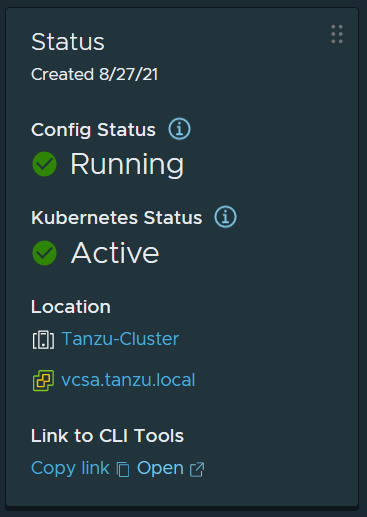 Status
Created 8/27/21
Config Status
Running
Kubernetes Status
Active
Location
Tanzu-Cluster
vcsa.tanzu.local
Link to CLI Tools
Copy link Open